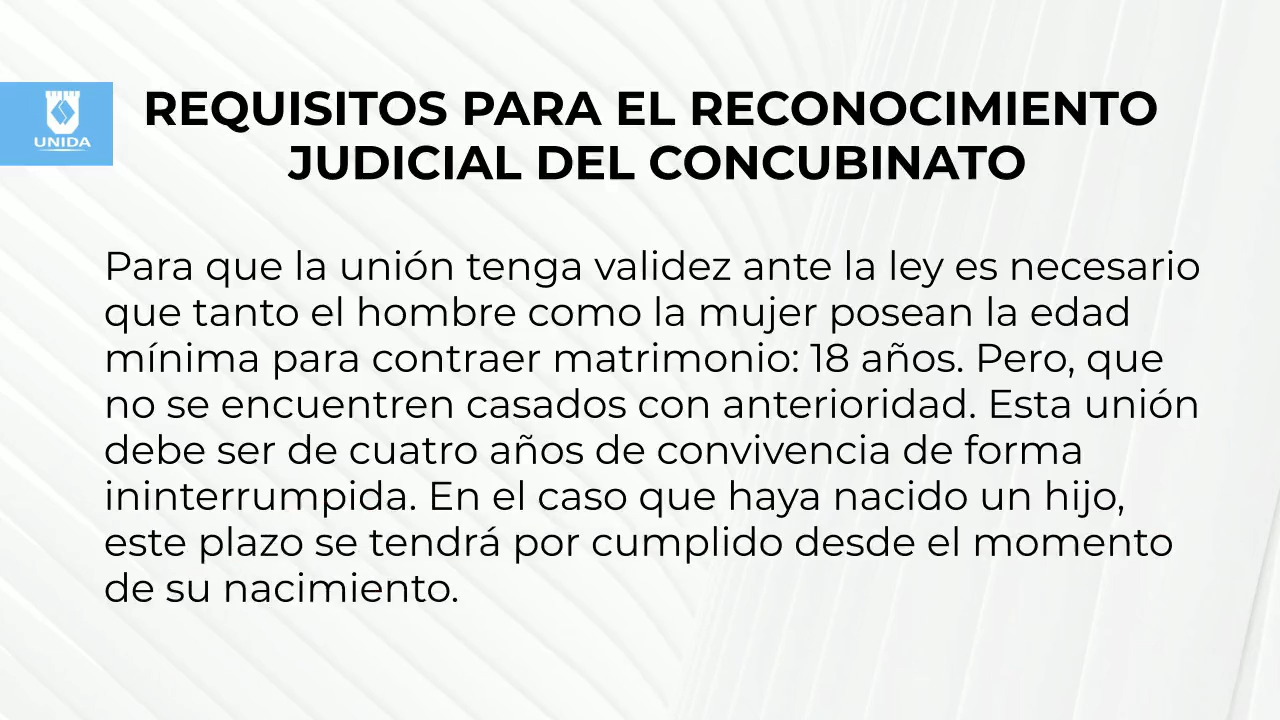 UNIDA
REQUISITOS PARA EL RECONOCIMIENTO
JUDICIAL DEL CONCUBINATO
Para que la unión tenga validez ante la ley es necesario
que tanto el hombre como la mujer posean la edad
mínima para contraer matrimonio: 18 años. Pero, que
no se encuentren casados con anterioridad. Esta unión
debe ser de cuatro años de convivencia de forma
ininterrumpida. En el caso que haya nacido un hijo,
este plazo se tendrá por cumplido desde el momento
de su nacimiento.